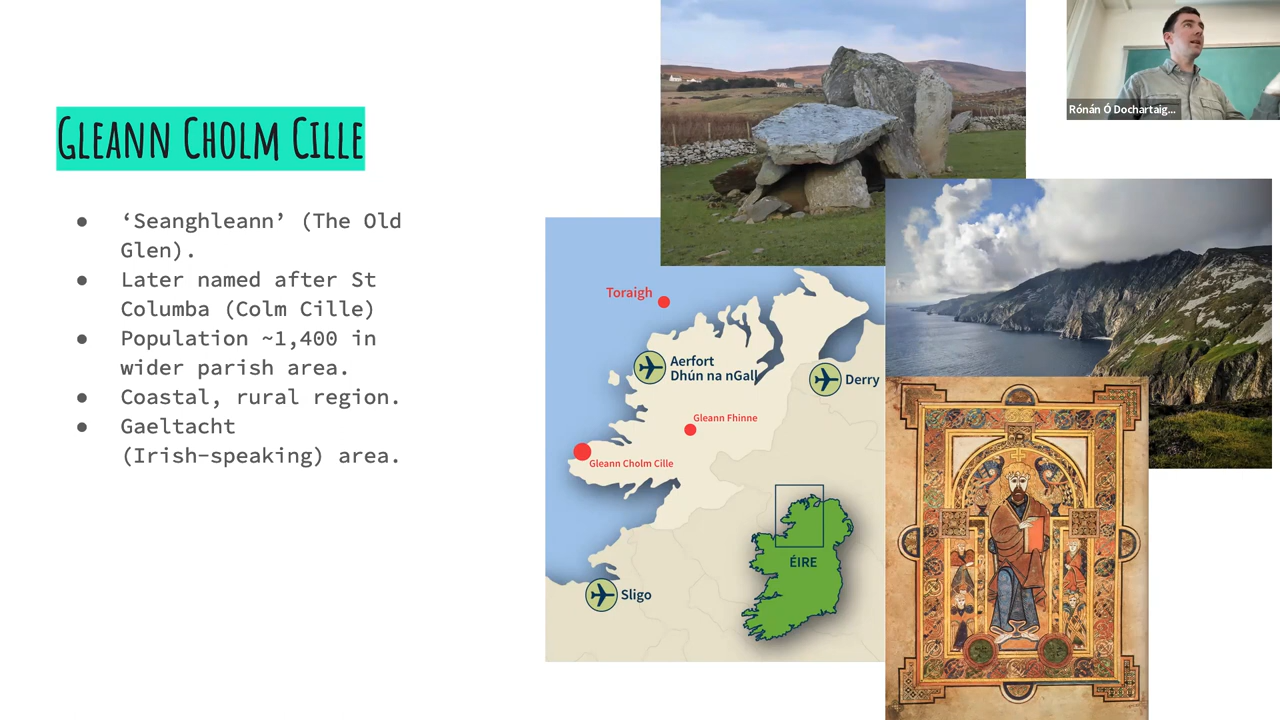 GLEANN CHOLM CILLE
‘Seanghleann’ (The Old
Glen).
Later named after St
Columba (Colm Cille)
Population ~1,400 in
wider parish area.
Coastal, rural region.
Gaeltacht
(Irish-speaking) area.
Toraigh
Aerfort
Dhún na nGall
Derry
Gleann Fhinne
Gleann Cholm Cille
ÉIRE
Sligo
Rónán Ó Dochartaig...